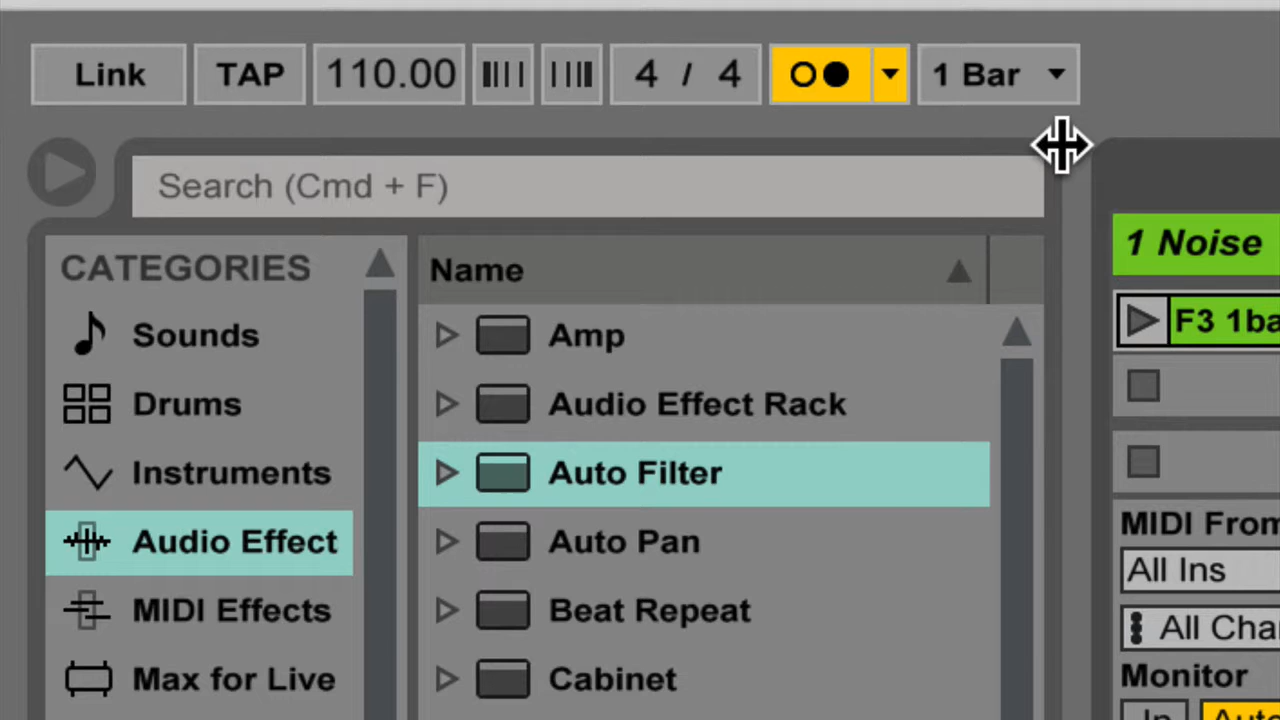 Link TAP 110.00 4 / 4 1 Bar
Search (Cmd + F)
CATEGORIES
Sounds
Drums
Instruments
Audio Effect
MIDI Effects
Max for Live
Name
Amp
Audio Effect Rack
Auto Filter
Auto Pan
Beat Repeat
Cabinet
1 Noise
F3 1ba
MIDI From
All Ins
All Cha
Monitor
In Auto